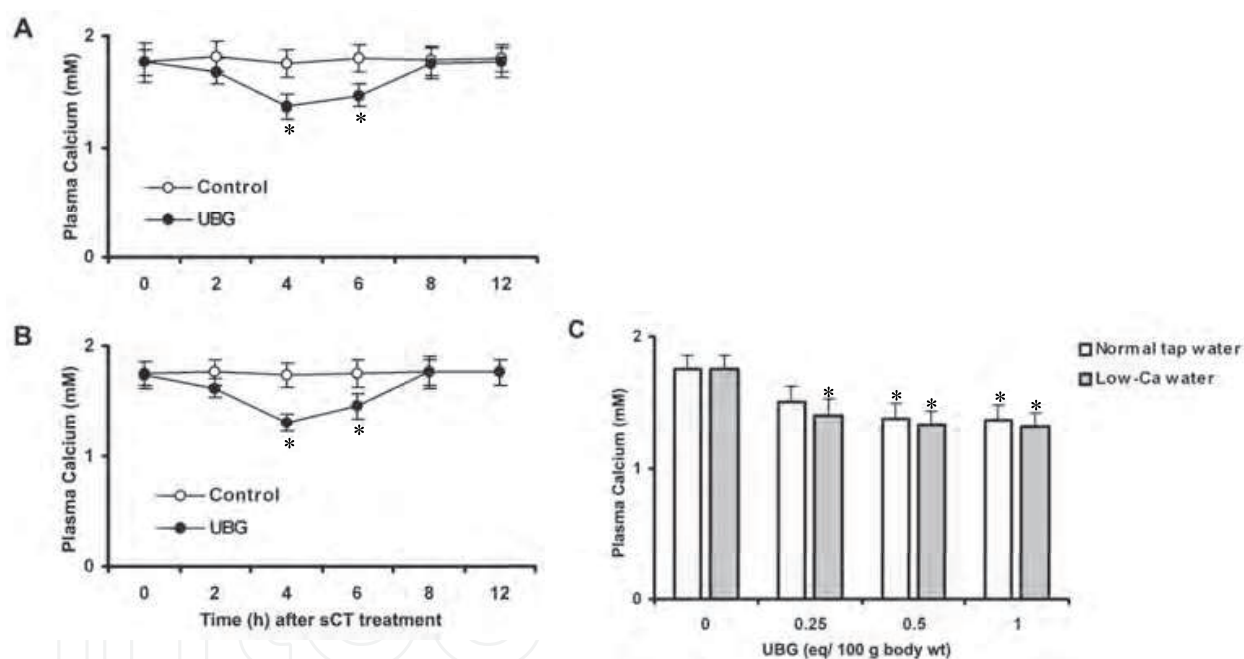 A
Plasma Calcium (mM)
2
1
0
Control
UBG
*
*
0 2 4 6 8 12
B
Plasma Calcium (mM)
2
1
0
Control
UBG
*
*
0 2 4 6 8 12
Time (h) after sCT treatment
C
Plasma Calcium (mM)
2
1
0
Normal tap water
Low-Ca water
* * * * *
0 0.25 0.5 1
UBG (eq/ 100 g body wt)